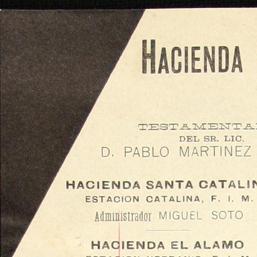 HACIENDA
TESTAMENTA
DEL SR. LIC.
D. PABLO MARTINEZ
HACIENDA SANTA CATALIN
ESTACION CATALINA, F. I. M.
Administrador MIGUEL SOTO
HACIENDA EL ALAMO